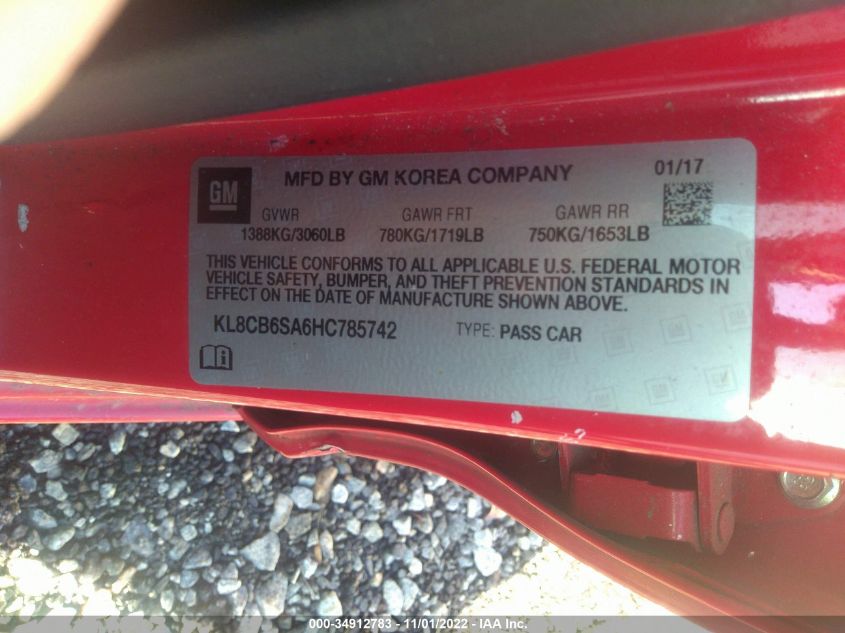 GM
MFD BY GM KOREA COMPANY
01/17
GVWR GAWR FRT GAWR RR
1388KG/3060LB 780KG/1719LB 750KG/1653LB
THIS VEHICLE CONFORMS TO ALL APPLICABLE U.S. FEDERAL MOTOR
VEHICLE SAFETY, BUMPER, AND THEFT PREVENTION STANDARDS IN
EFFECT ON THE DATE OF MANUFACTURE SHOWN ABOVE.
KL8CB6SA6HC785742 TYPE: PASS CAR
000-34912783 - 11/01/2022 - IAA Inc.